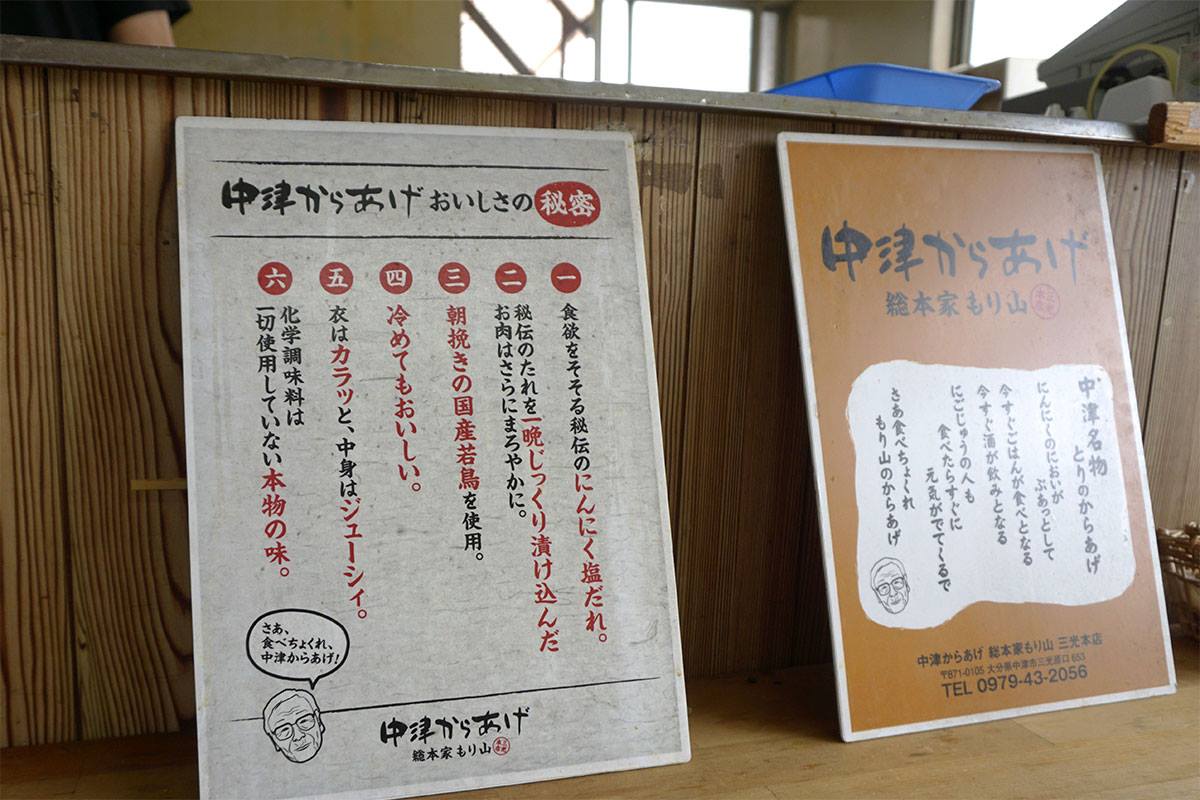 中津からあげ おいしさの 秘密
一
食欲をそそる秘伝のにんにく塩だれ。
二
秘伝のたれを一晩じっくり漬け込んだ
お肉はさらにまろやかに。
三
朝挽きの国産若鳥を使用。
四
冷めてもおいしい。
五
衣はカラッと、中身はジューシィ。
六
化学調味料は
一切使用していない本物の味。
さあ、
食べちょくれ、
中津からあげ!
中津からあげ
総本家 もり山
中津からあげ
総本家 もり山
中津名物
とりのからあげ
にんにくのにおいが
ぷあっとして
今すぐごはんが食べとなる
今すぐ酒が飲みとなる
にごじゅうの人も
食べたらすぐに
元気がでてくるで
さあ食べちょくれ
もり山のからあげ
中津からあげ 総本家もり山 三光本店
〒871-0105 大分県中津市三光原口 653
TEL 0979-43-2056